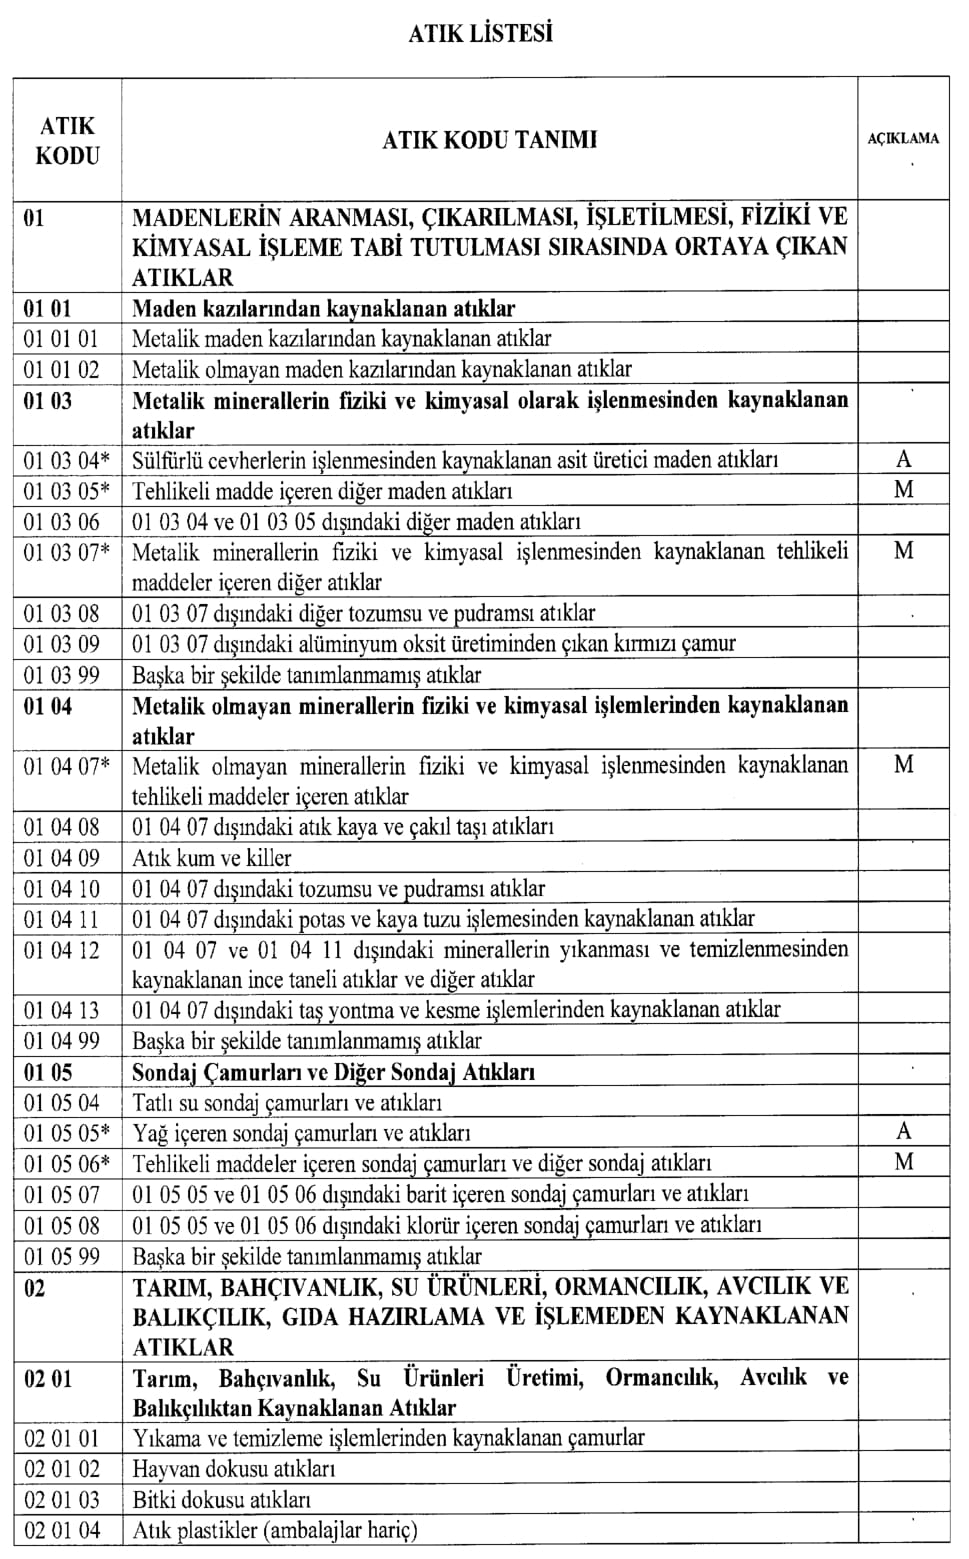 ATIK LİSTESİ
ATIK
KODU
ATIK KODU TANIMI
AÇIKLAMA
01 MADENLERİN ARANMASI, ÇIKARILMASI, İŞLETİLMESİ, FİZİKİ VE
KİMYASAL İŞLEME TABİ TUTULMASI SIRASINDA ORTAYA ÇIKAN
ATIKLAR
01 01 Maden kazılarından kaynaklanan atıklar
01 01 01 Metalik maden kazılarından kaynaklanan atıklar
01 01 02 Metalik olmayan maden kazılarından kaynaklanan atıklar
01 03 Metalik minerallerin fiziki ve kimyasal olarak işlenmesinden kaynaklanan
atıklar
01 03 04* Sülfürlü cevherlerin işlenmesinden kaynaklanan asit üretici maden atıkları A
01 03 05* Tehlikeli madde içeren diğer maden atıkları M
01 03 06 01 03 04 ve 01 03 05 dışındaki diğer maden atıkları
01 03 07* Metalik minerallerin fiziki ve kimyasal işlenmesinden kaynaklanan tehlikeli M
maddeler içeren diğer atıklar
01 03 08 01 03 07 dışındaki diğer tozumsu ve pudramsı atıklar
01 03 09 01 03 07 dışındaki alüminyum oksit üretiminden çıkan kırmızı çamur
01 03 99 Başka bir şekilde tanımlanmamış atıklar
01 04 Metalik olmayan minerallerin fiziki ve kimyasal işlemlerinden kaynaklanan
atıklar
01 04 07* Metalik olmayan minerallerin fiziki ve kimyasal işlenmesinden kaynaklanan M
tehlikeli maddeler içeren atıklar
01 04 08 01 04 07 dışındaki atık kaya ve çakıl taşı atıkları
01 04 09 Atık kum ve killer
01 04 10 01 04 07 dışındaki tozumsu ve pudramsı atıklar
01 04 11 01 04 07 dışındaki potas ve kaya tuzu işlemesinden kaynaklanan atıklar
01 04 12 01 04 07 ve 01 04 11 dışındaki minerallerin yıkanması ve temizlenmesinden
kaynaklanan ince taneli atıklar ve diğer atıklar
01 04 13 01 04 07 dışındaki taş yontma ve kesme işlemlerinden kaynaklanan atıklar
01 04 99 Başka bir şekilde tanımlanmamış atıklar
01 05 Sondaj Çamurları ve Diğer Sondaj Atıkları
01 05 04 Tatlı su sondaj çamurları ve atıkları
01 05 05* Yağ içeren sondaj çamurları ve atıkları A
01 05 06* Tehlikeli maddeler içeren sondaj çamurları ve diğer sondaj atıkları M
01 05 07 01 05 05 ve 01 05 06 dışındaki barit içeren sondaj çamurları ve atıkları
01 05 08 01 05 05 ve 01 05 06 dışındaki klorür içeren sondaj çamurları ve atıkları
01 05 99 Başka bir şekilde tanımlanmamış atıklar
02 TARIM, BAHÇIVANLIK, SU ÜRÜNLERİ, ORMANCILIK, AVCILIK VE
BALIKÇILIK, GIDA HAZIRLAMA VE İŞLEMEDEN KAYNAKLANAN
ATIKLAR
02 01 Tarım, Bahçıvanlık, Su Ürünleri Üretimi, Ormancılık, Avcılık ve
Balıkçılıktan Kaynaklanan Atıklar
02 01 01 Yıkama ve temizleme işlemlerinden kaynaklanan çamurlar
02 01 02 Hayvan dokusu atıkları
02 01 03 Bitki dokusu atıkları
02 01 04 Atık plastikler (ambalajlar hariç)